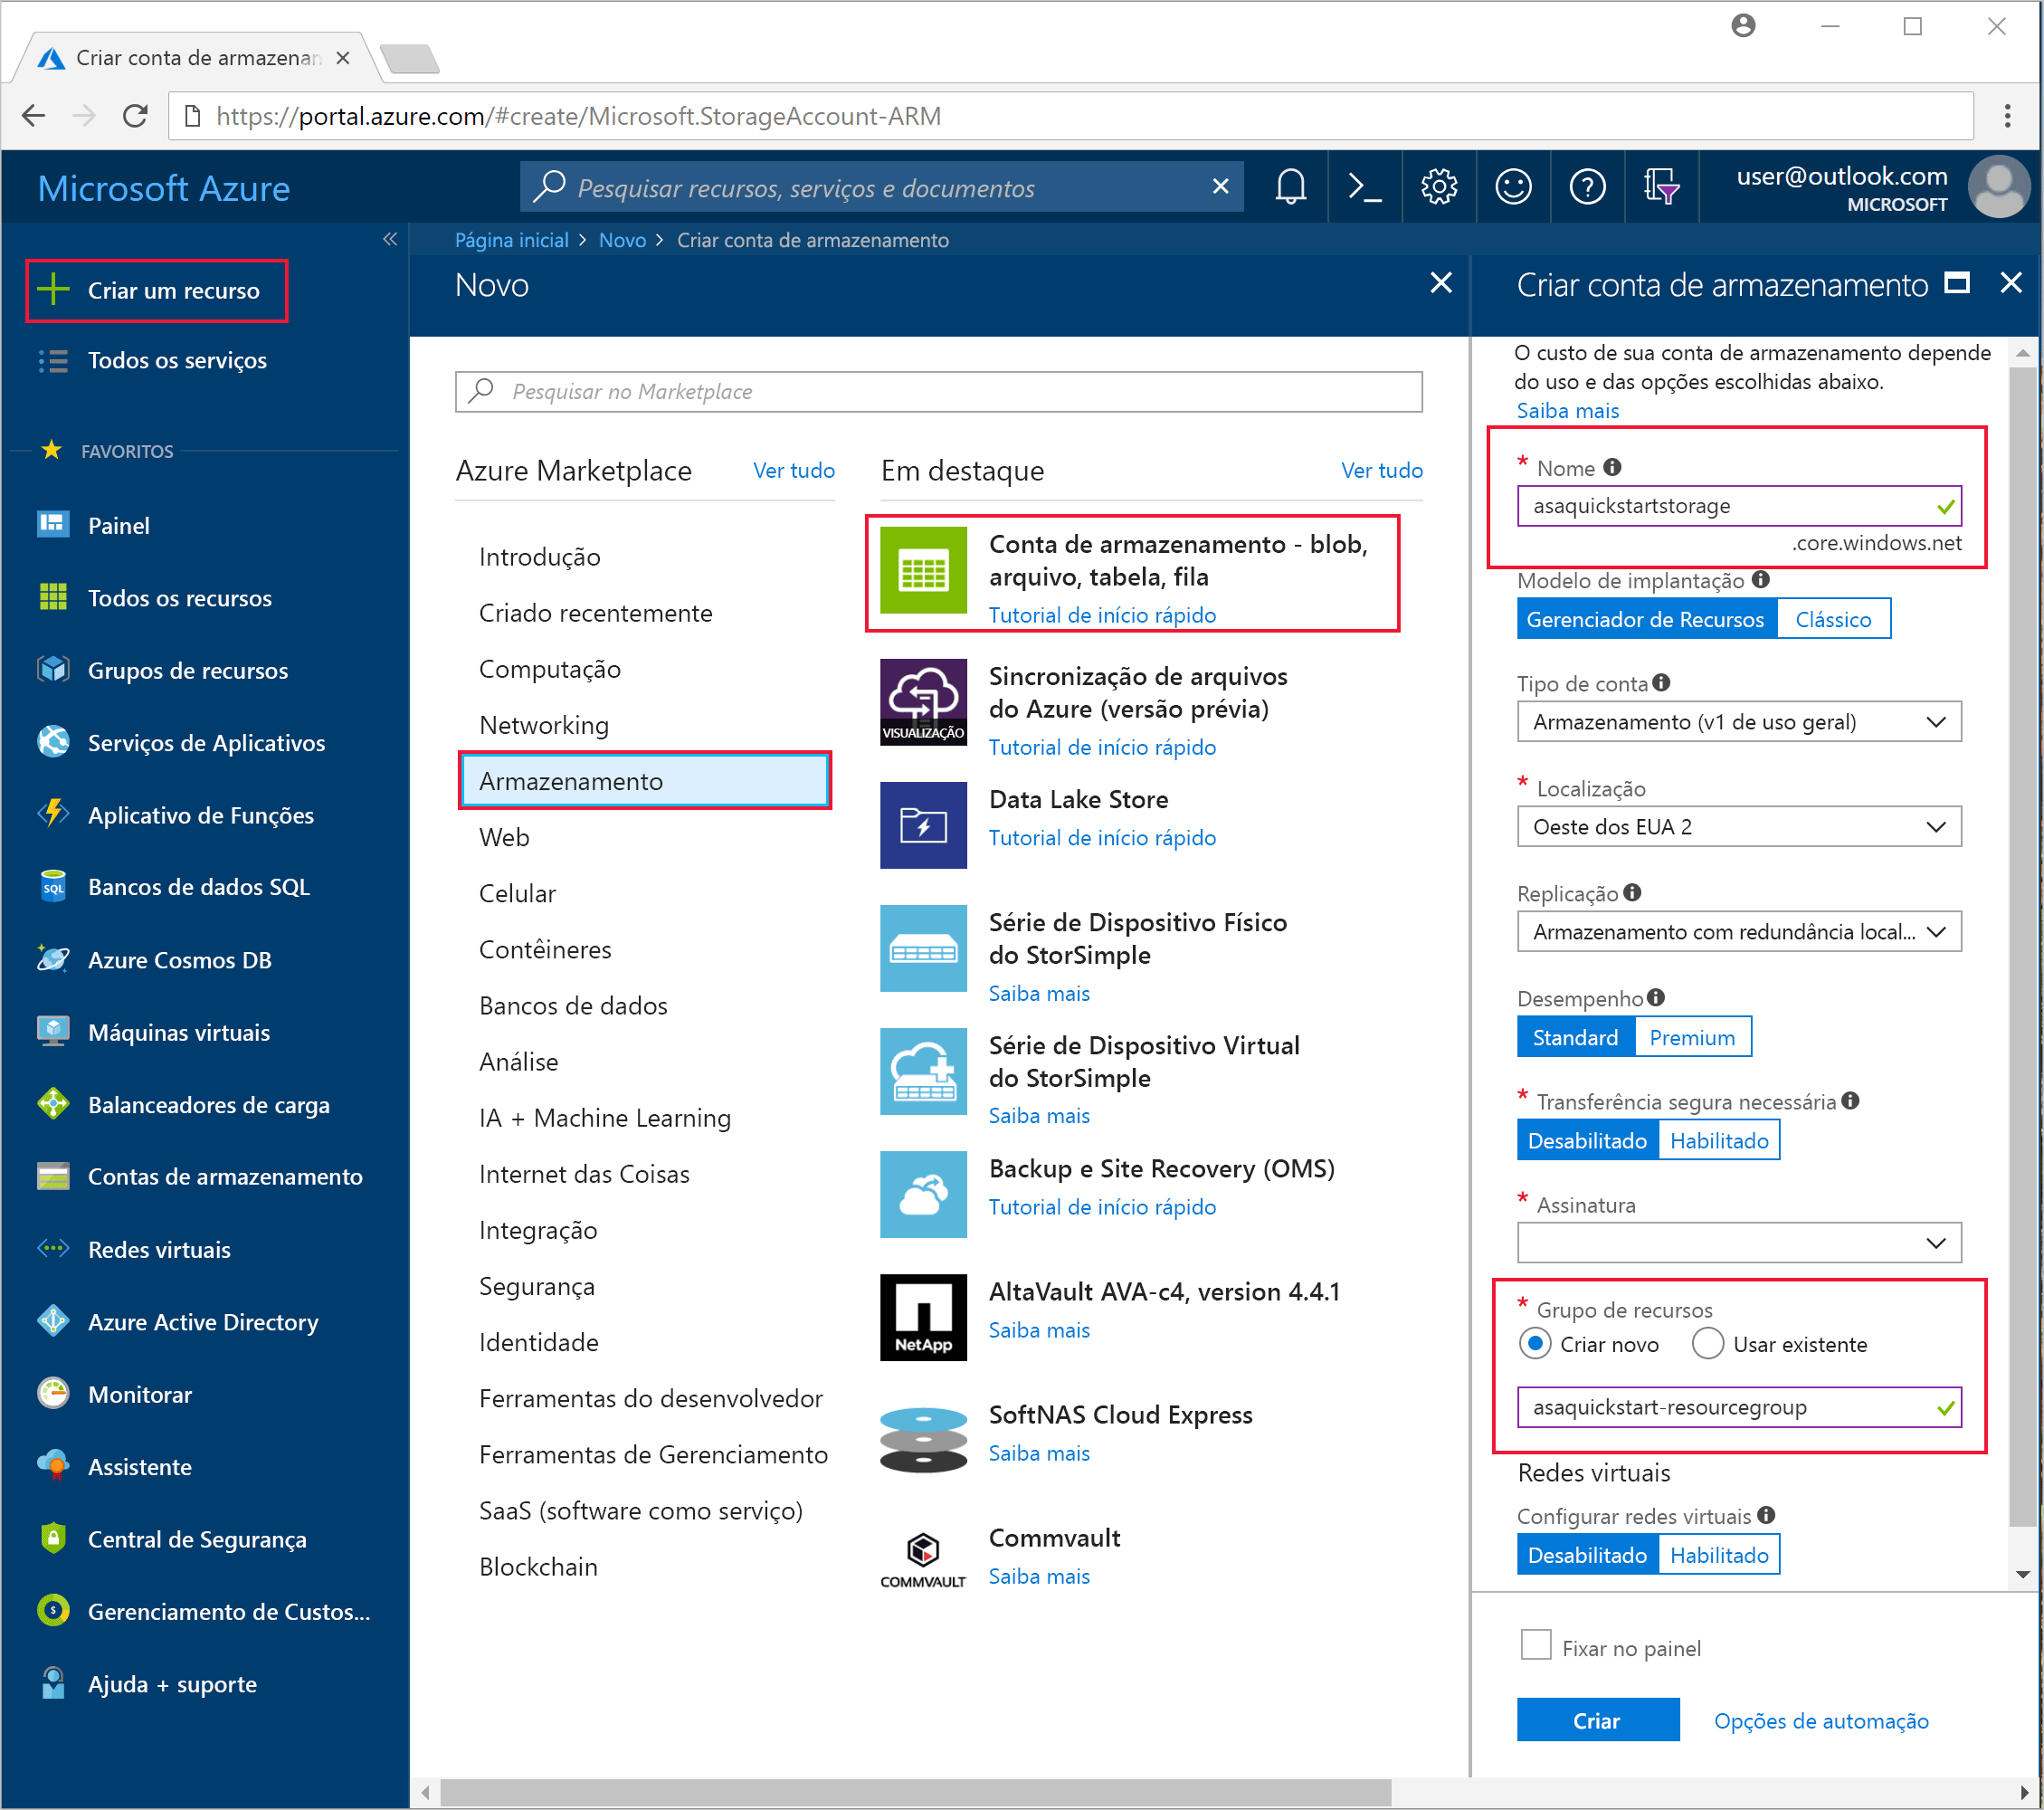 Criar conta de armazenan
https://portal.azure.com/#create/Microsoft.StorageAccount-ARM
Microsoft Azure
Pesquisar recursos, serviços e documentos
user@outlook.com
MICROSOFT
Criar um recurso
Todos os serviços
FAVORITOS
Painel
Todos os recursos
Grupos de recursos
Serviços de Aplicativos
Aplicativo de Funções
SQL
Bancos de dados SQL
Azure Cosmos DB
Máquinas virtuais
Balanceadores de carga
Contas de armazenamento
Redes virtuais
Azure Active Directory
Monitorar
Assistente
Central de Segurança
Gerenciamento de Custos...
Ajuda + suporte
Página inicial > Novo > Criar conta de armazenamento
Novo
Pesquisar no Marketplace
Azure Marketplace
Ver tudo
Introdução
Criado recentemente
Computação
Networking
Armazenamento
Web
Celular
Contêineres
Bancos de dados
Análise
IA + Machine Learning
Internet das Coisas
Integração
Segurança
Identidade
Ferramentas do desenvolvedor
Ferramentas de Gerenciamento
SaaS (software como serviço)
Blockchain
Em destaque
Ver tudo
Conta de armazenamento - blob,
arquivo, tabela, fila
Tutorial de início rápido
VISUALIZAÇÃO
Sincronização de arquivos
do Azure (versão prévia)
Tutorial de início rápido
Data Lake Store
Tutorial de início rápido
Série de Dispositivo Físico
do StorSimple
Saiba mais
Série de Dispositivo Virtual
do StorSimple
Saiba mais
Backup e Site Recovery (OMS)
Tutorial de início rápido
NetApp
AltaVault AVA-c4, version 4.4.1
Saiba mais
SoftNAS Cloud Express
Saiba mais
COMMVAULT
Commvault
Saiba mais
Criar conta de armazenamento
O custo de sua conta de armazenamento depende
do uso e das opções escolhidas abaixo.
Saiba mais
* Nome
asaquickstartstorage
.core.windows.net
Modelo de implantação
Gerenciador de Recursos Clássico
Tipo de conta
Armazenamento (v1 de uso geral)
* Localização
Oeste dos EUA 2
Replicação
Armazenamento com redundância local...
Desempenho
Standard Premium
* Transferência segura necessária
Desabilitado Habilitado
* Assinatura
* Grupo de recursos
Criar novo Usar existente
asaquickstart-resourcegroup
Redes virtuais
Configurar redes virtuais
Desabilitado Habilitado
Fixar no painel
Criar Opções de automação